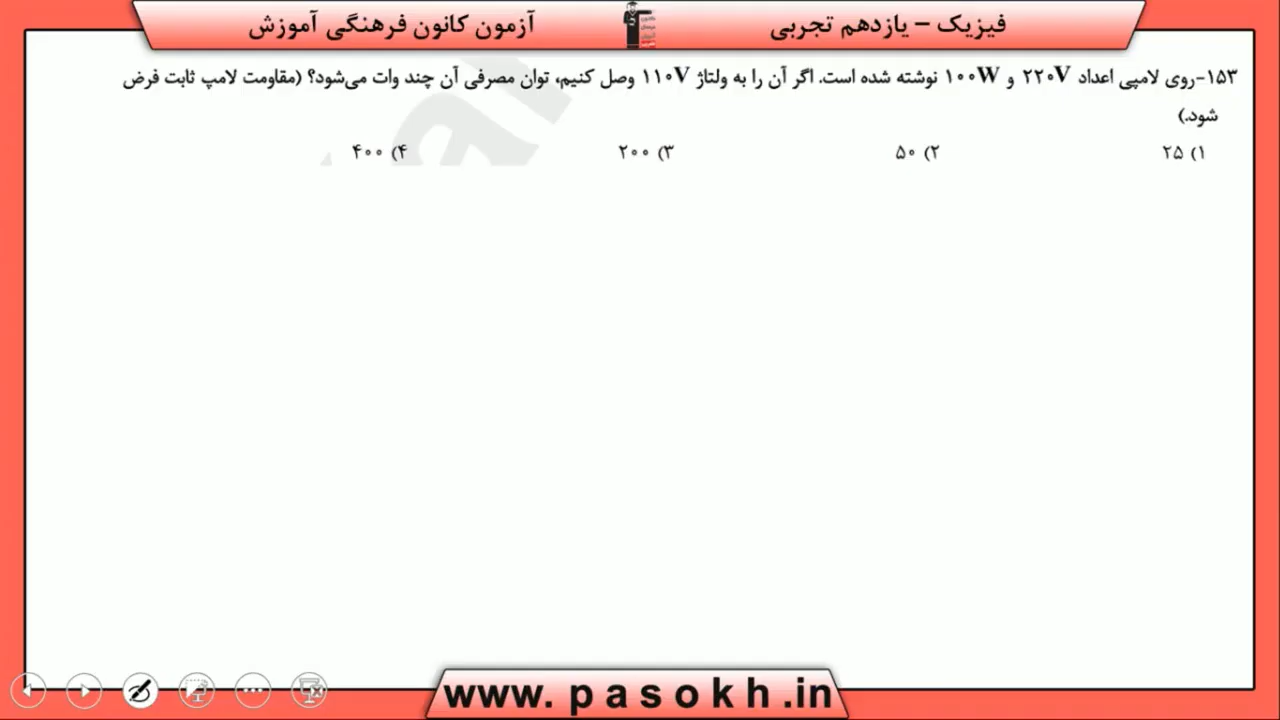 فیزیک – یازدهم تجربی
آزمون کانون فرهنگی آموزش
۱۵۳-روی لامپی اعداد ۲۲۰V و ۱۰۰W نوشته شده است. اگر آن را به ولتاژ ۱۱۰V وصل کنیم، توان مصرفی آن چند وات می‌شود؟ (مقاومت لامپ ثابت فرض
شود.)
۱) ۲۵ ۲) ۵۰ ۳) ۲۰۰ ۴) ۴۰۰
www. p a s o k h .in